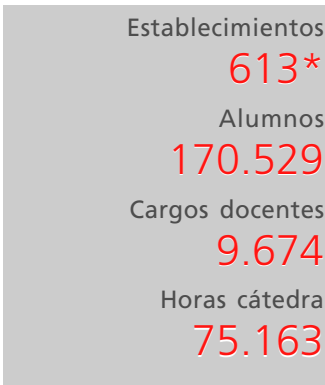 Establecimientos
613*
Alumnos
170.529
Cargos docentes
9.674
Horas cátedra
75.163